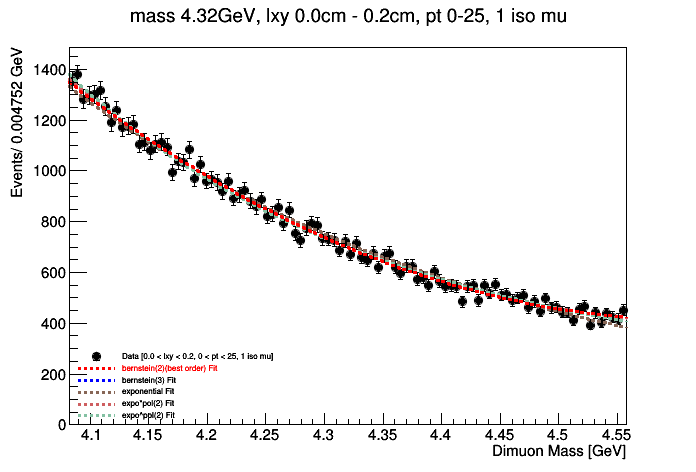 mass 4.32GeV, lxy 0.0cm - 0.2cm, pt 0-25, 1 iso mu
Events/ 0.004752 GeV
1400
1200
1000
800
600
400
200
0
Data [0.0 < lxy < 0.2, 0 < pt < 25, 1 iso mu]
bernstein(2)(best order) Fit
bernstein(3) Fit
exponential Fit
expo*pol(2) Fit
expo^ppl(2) Fit
4.1 4.15 4.2 4.25 4.3 4.35 4.4 4.45 4.5 4.55
Dimuon Mass [GeV]